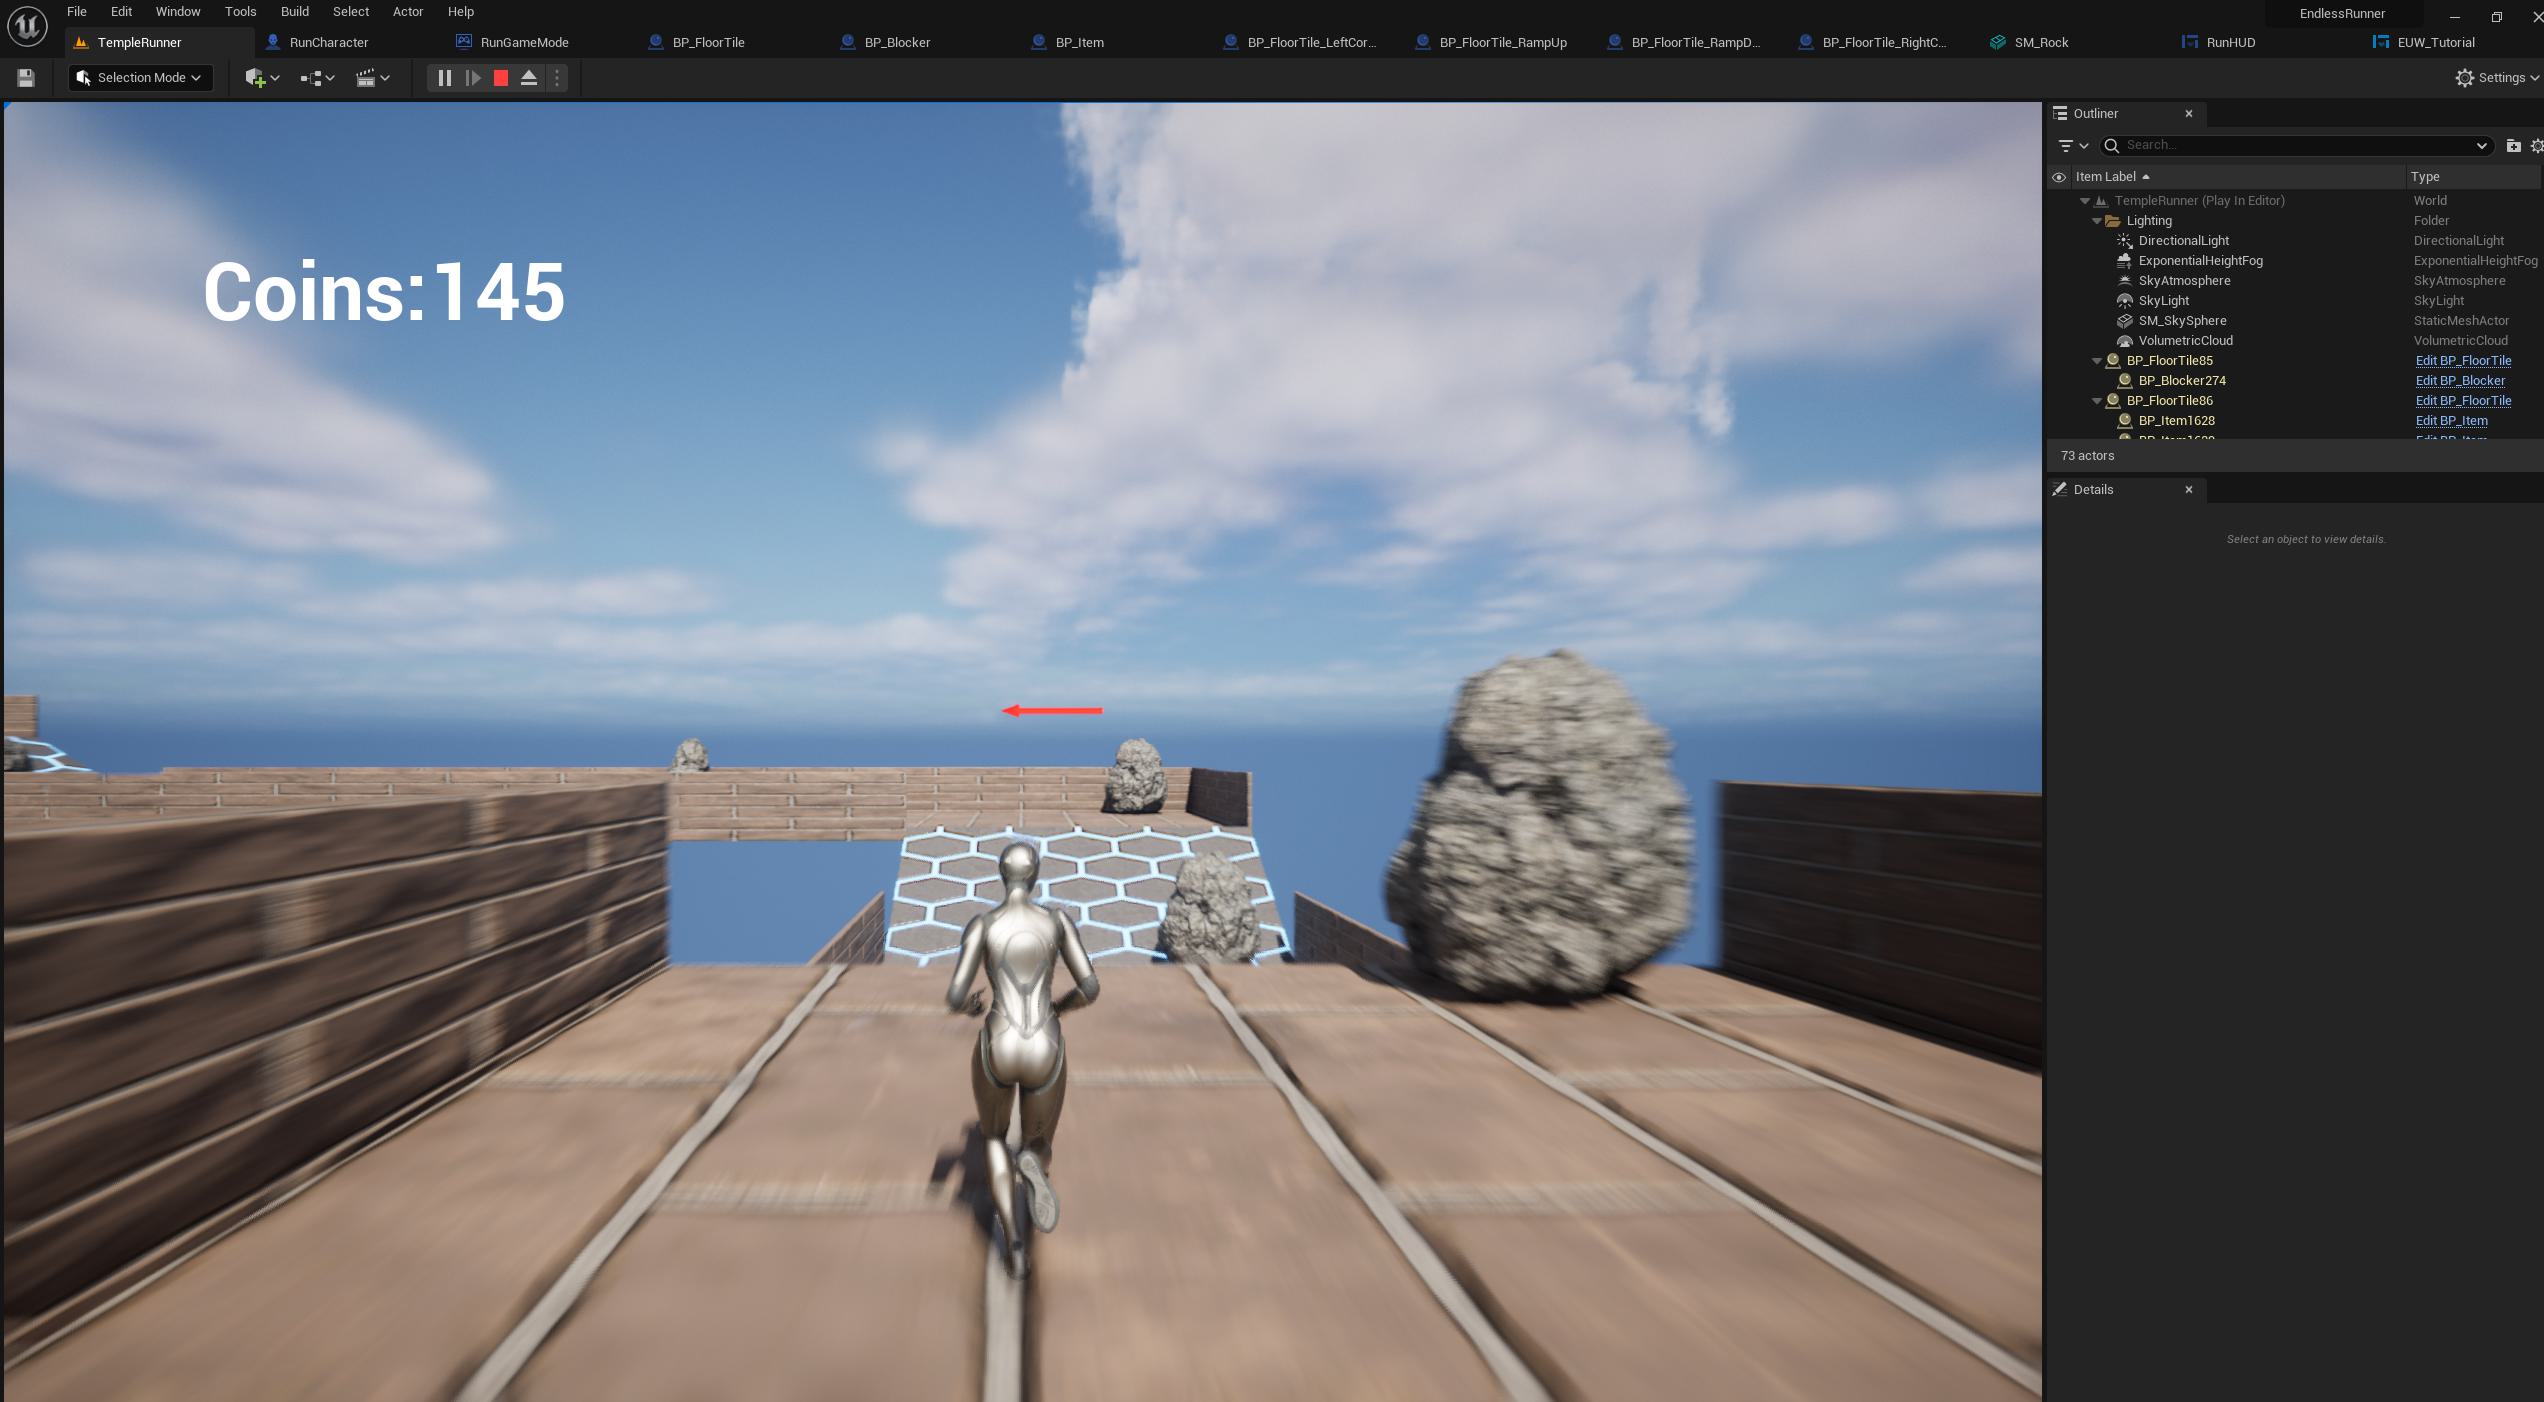 File Edit Window Tools Build Select Actor Help
EndlessRunner
TempleRunner RunCharacter RunGameMode BP_FloorTile BP_Blocker BP_Item BP_FloorTile_LeftCor... BP_FloorTile_RampUp BP_FloorTile_RampD... BP_FloorTile_RightC... SM_Rock RunHUD EUW_Tutorial
Selection Mode
Settings
Coins:145
Outliner
Search...
Item Label Type
TempleRunner (Play In Editor) World
Lighting Folder
DirectionalLight DirectionalLight
ExponentialHeightFog ExponentialHeightFog
SkyAtmosphere SkyAtmosphere
SkyLight SkyLight
SM_SkySphere StaticMeshActor
VolumetricCloud VolumetricCloud
BP_FloorTile85 Edit BP_FloorTile
BP_Blocker274 Edit BP_Blocker
BP_FloorTile86 Edit BP_FloorTile
BP_Item1628 Edit BP_Item
73 actors
Details
Select an object to view details.